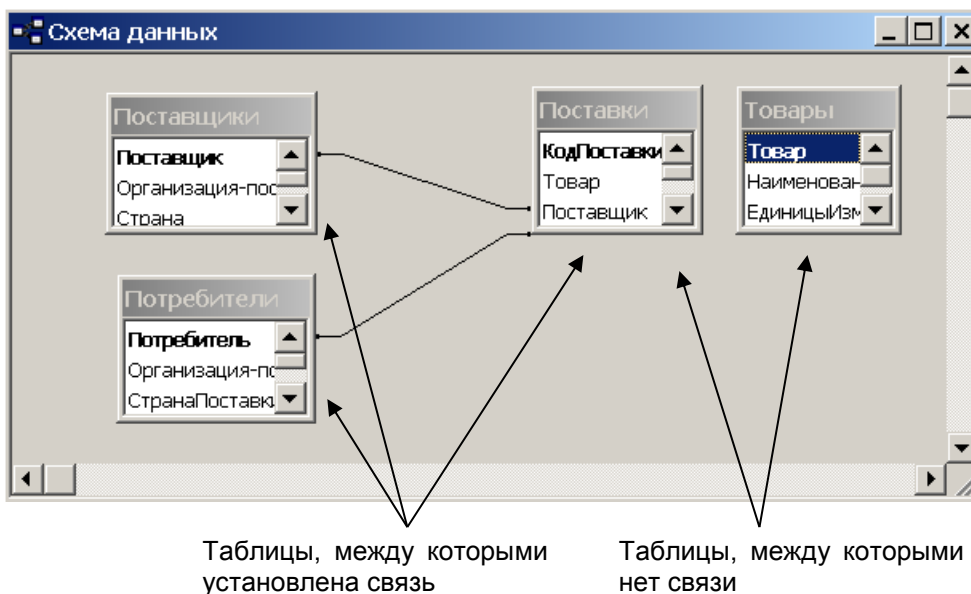 Схема данных
Поставщики
Поставщик
Организация-пос
Страна
Поставки
КодПоставки
Товар
Поставщик
Товары
Товар
Наименован
ЕдиницыИзм
Потребители
Потребитель
Организация-по
СтранаПоставки
Таблицы, между которыми
установлена связь
Таблицы, между которыми
нет связи